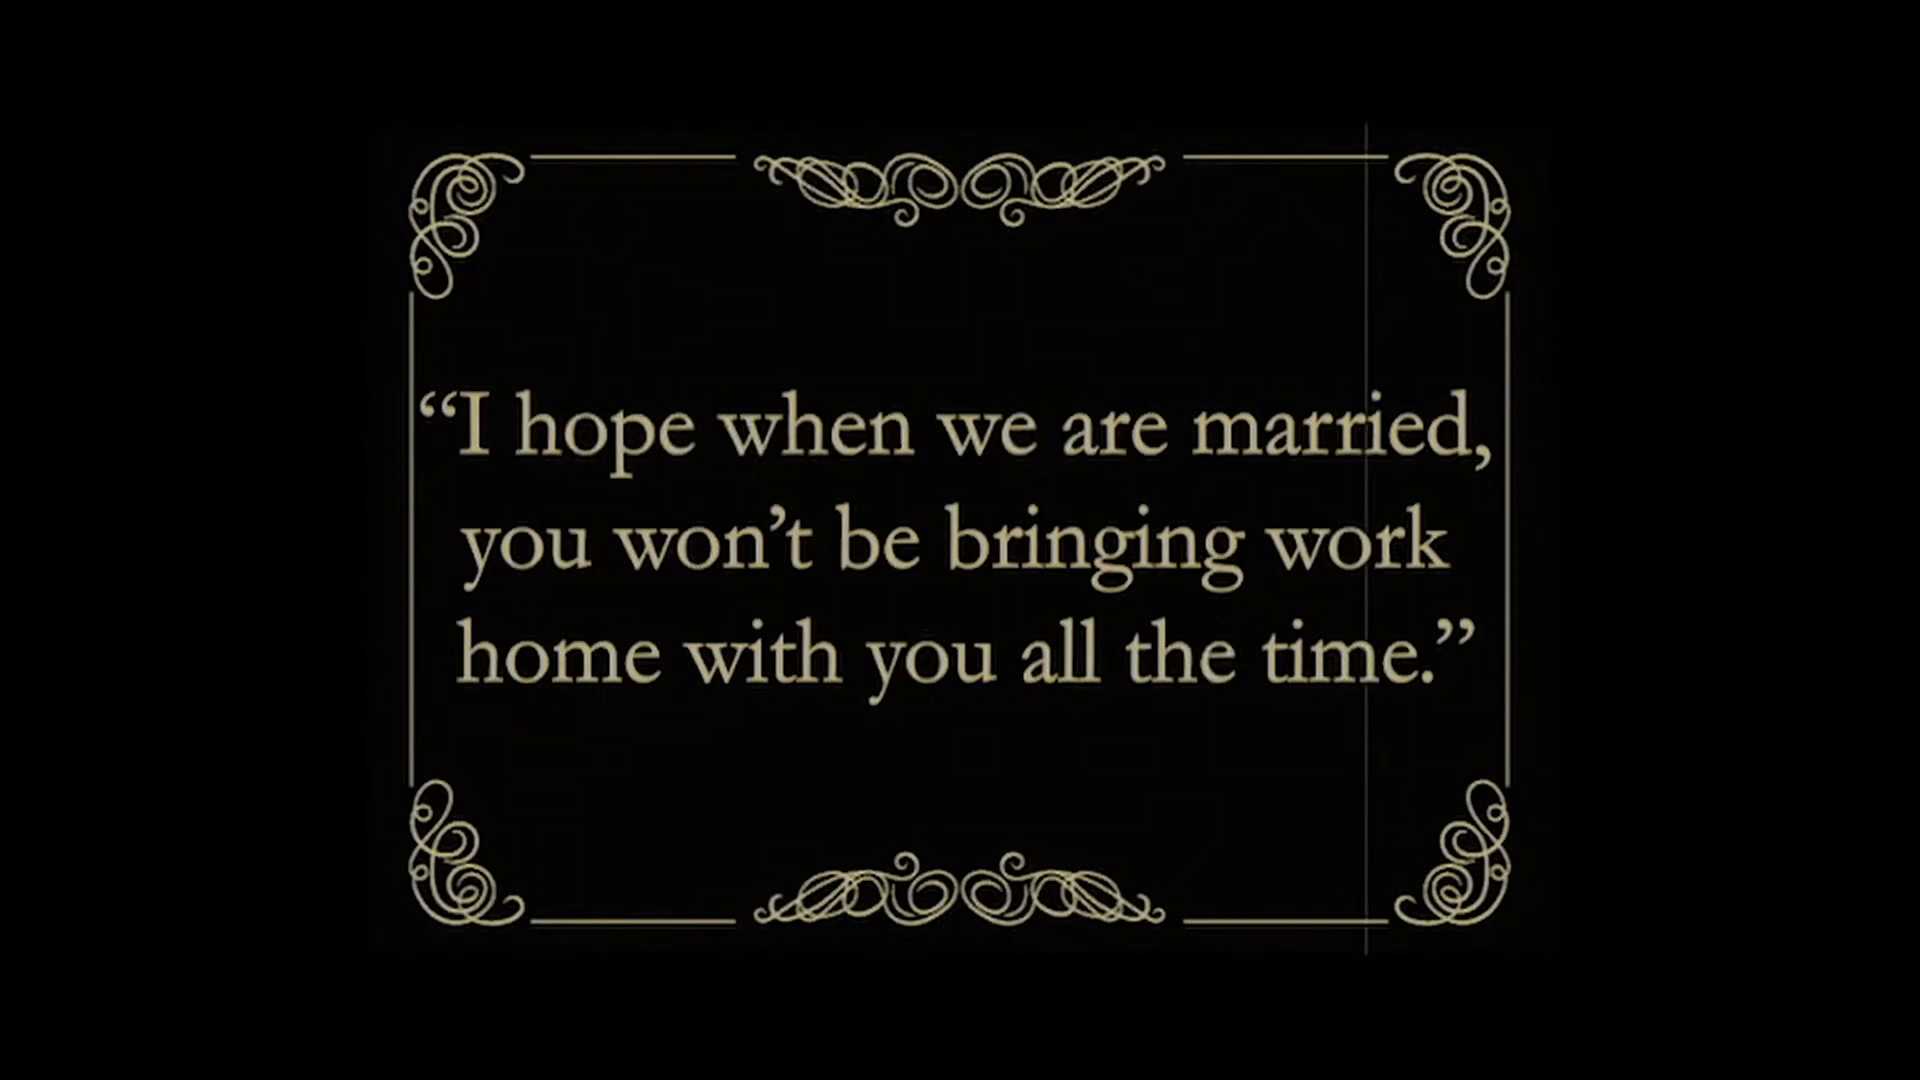 “I hope when we are married,
you won’t be bringing work
home with you all the time.”